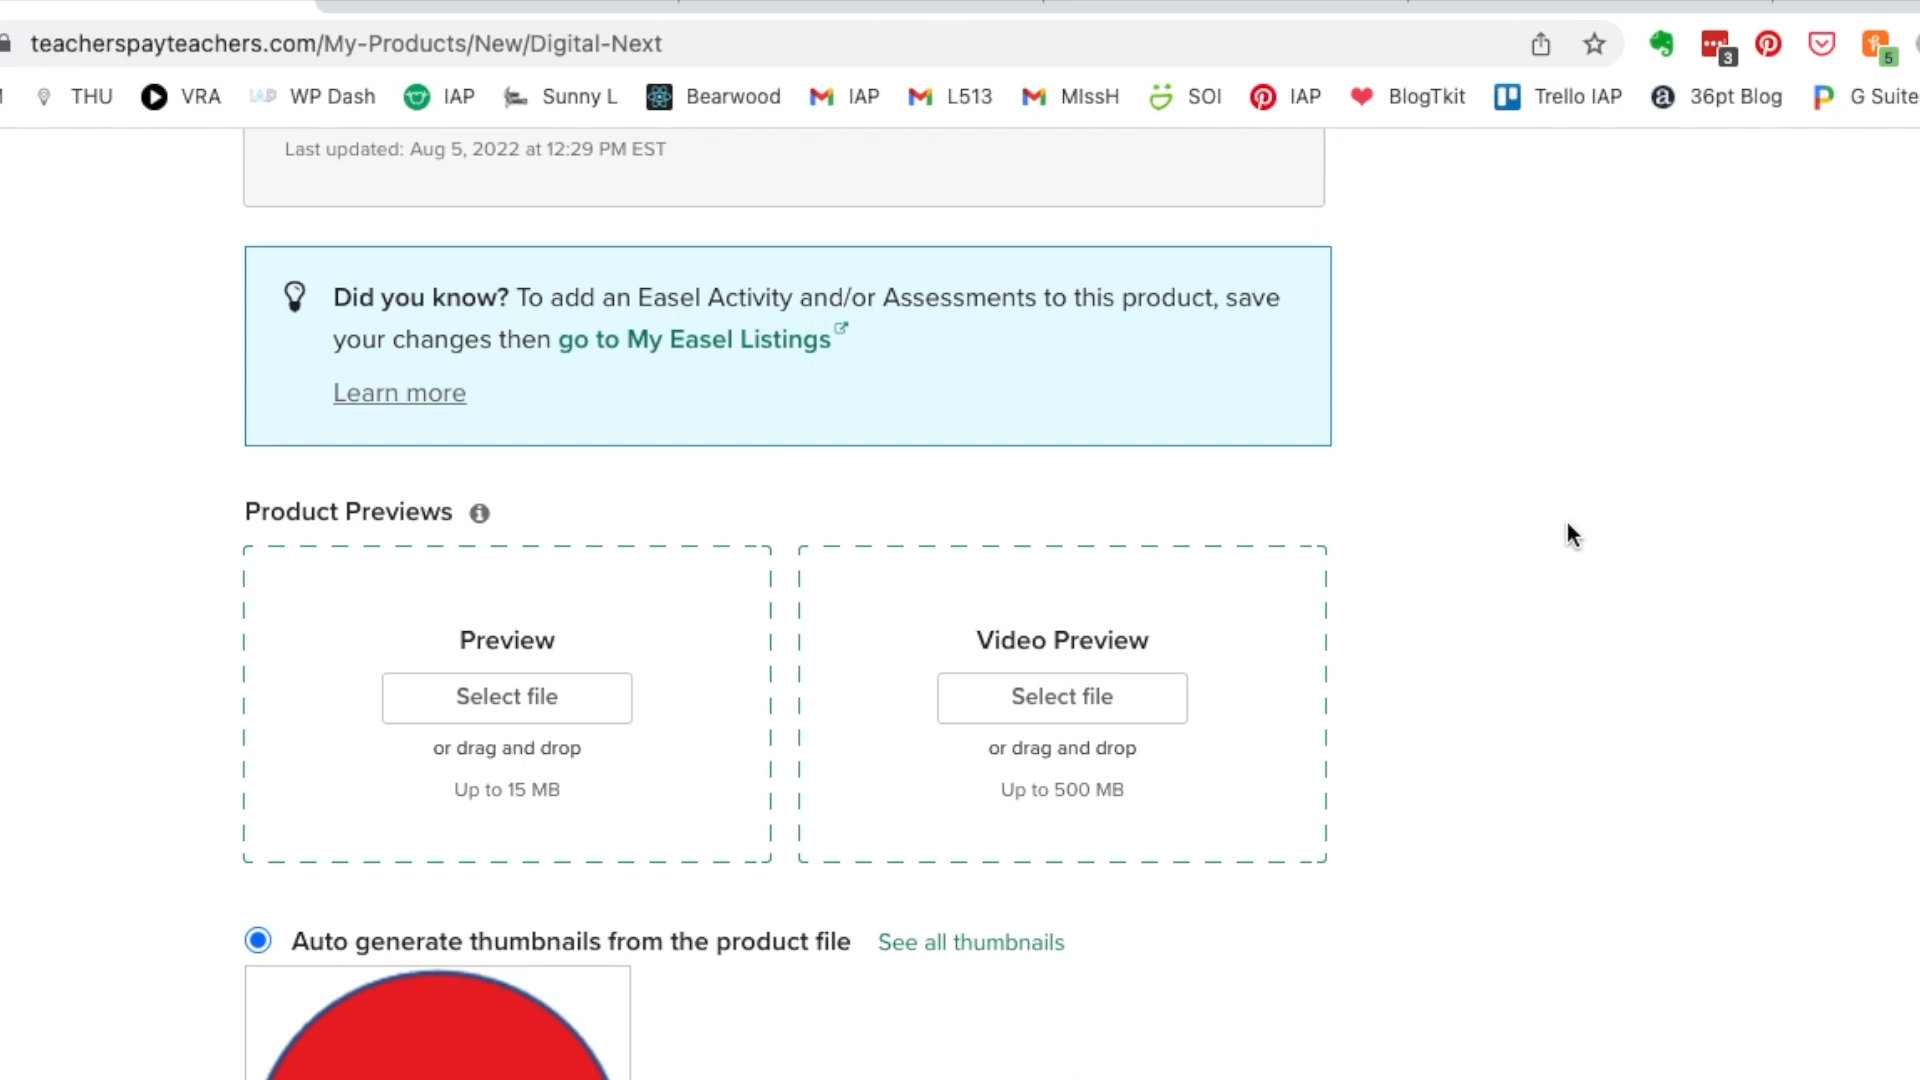 teacherspayteachers.com/My-Products/New/Digital-Next
3
5
THU VRA WP Dash IAP Sunny L Bearwood IAP L513 MIssH SOI IAP BlogTkit Trello IAP 36pt Blog G Suite
Last updated: Aug 5, 2022 at 12:29 PM EST
Did you know? To add an Easel Activity and/or Assessments to this product, save
your changes then go to My Easel Listings
Learn more
Product Previews
Preview
Select file
or drag and drop
Up to 15 MB
Video Preview
Select file
or drag and drop
Up to 500 MB
Auto generate thumbnails from the product file See all thumbnails